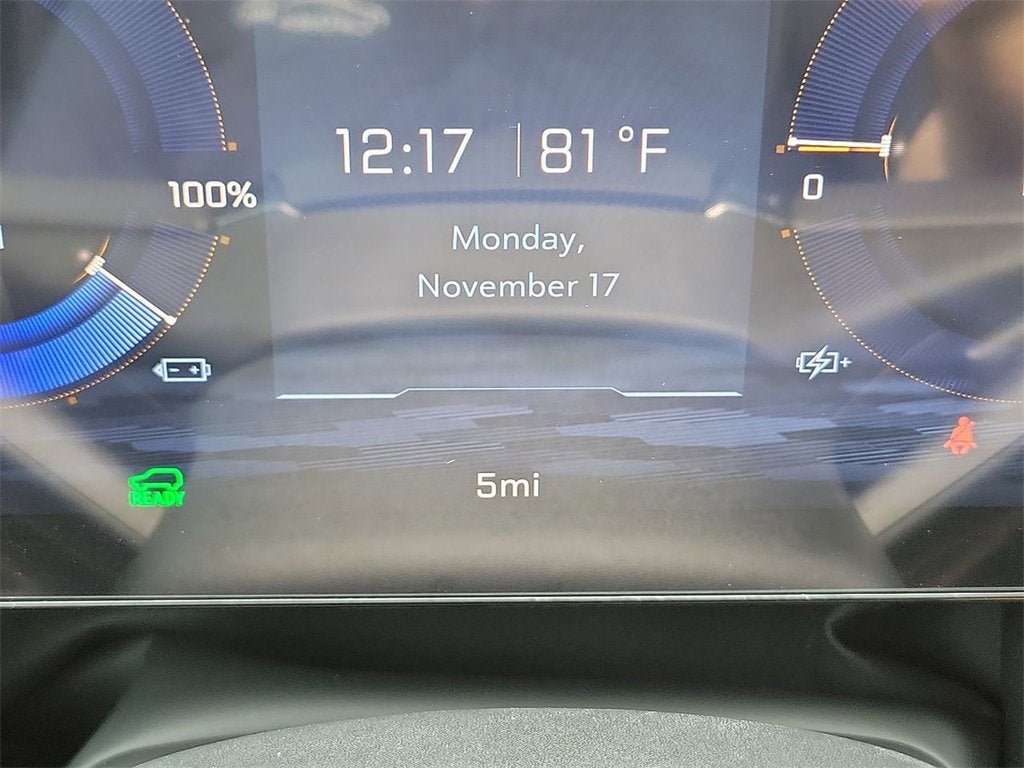 12:17 81°F
100%
0
Monday,
November 17
- +
+
READY
5mi